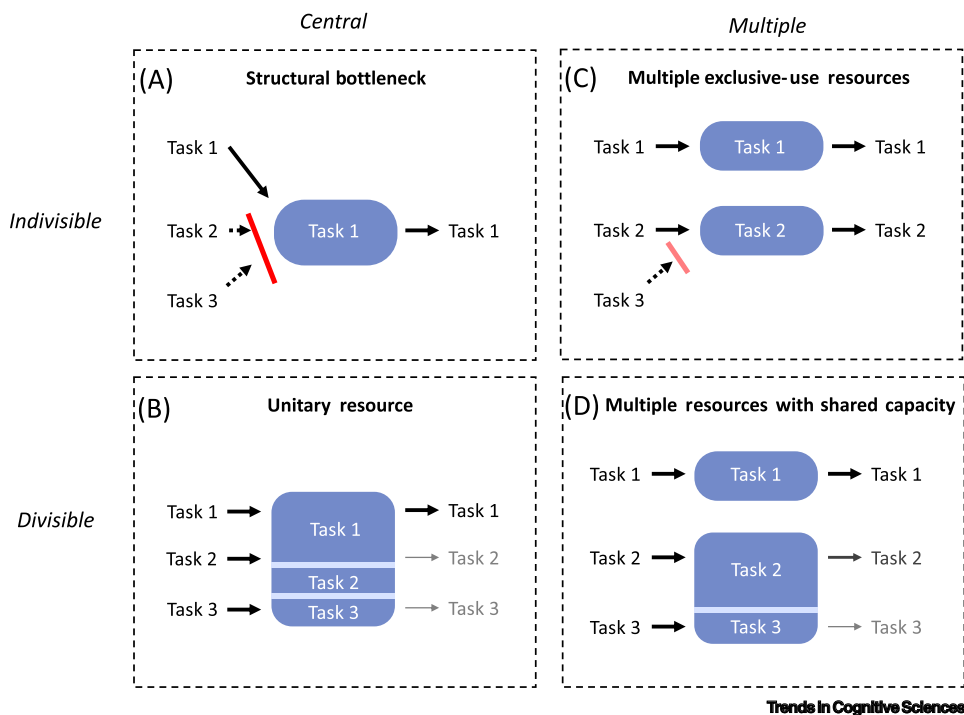 Central
Multiple
Indivisible
Divisible
(A)
Structural bottleneck
Task 1
Task 2
Task 3
Task 1
Task 1
(C)
Multiple exclusive-use resources
Task 1
Task 1
Task 1
Task 2
Task 2
Task 2
Task 3
(B)
Unitary resource
Task 1
Task 1
Task 1
Task 2
Task 2
Task 2
Task 3
Task 3
Task 3
(D)
Multiple resources with shared capacity
Task 1
Task 1
Task 1
Task 2
Task 2
Task 2
Task 3
Task 3
Task 3
Trends in Cognitive Sciences